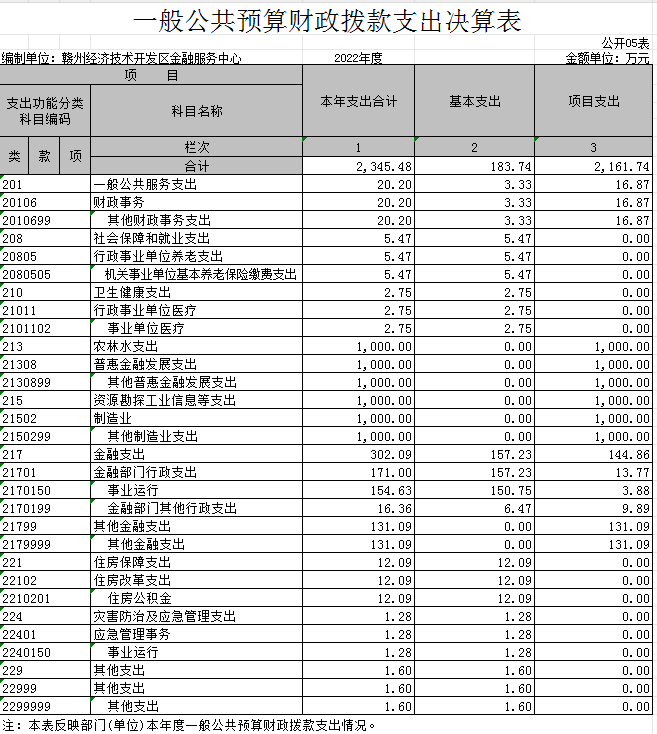 一般公共预算财政拨款支出决算表
公开05表
编制单位：赣州经济技术开发区金融服务中心 2022年度 金额单位：万元
项 目 本年支出合计 基本支出 项目支出
支出功能分类科目编码 科目名称
类 款 项 栏次 1 2 3
合计 2,345.48 183.74 2,161.74
201 一般公共服务支出 20.20 3.33 16.87
20106 财政事务 20.20 3.33 16.87
2010699 其他财政事务支出 20.20 3.33 16.87
208 社会保障和就业支出 5.47 5.47 0.00
20805 行政事业单位养老支出 5.47 5.47 0.00
2080505 机关事业单位基本养老保险缴费支出 5.47 5.47 0.00
210 卫生健康支出 2.75 2.75 0.00
21011 行政事业单位医疗 2.75 2.75 0.00
2101102 事业单位医疗 2.75 2.75 0.00
213 农林水支出 1,000.00 0.00 1,000.00
21308 普惠金融发展支出 1,000.00 0.00 1,000.00
2130899 其他普惠金融发展支出 1,000.00 0.00 1,000.00
215 资源勘探工业信息等支出 1,000.00 0.00 1,000.00
21502 制造业 1,000.00 0.00 1,000.00
2150299 其他制造业支出 1,000.00 0.00 1,000.00
217 金融支出 302.09 157.23 144.86
21701 金融部门行政支出 171.00 157.23 13.77
2170150 事业运行 154.63 150.75 3.88
2170199 金融部门其他行政支出 16.36 6.47 9.89
21799 其他金融支出 131.09 0.00 131.09
2179999 其他金融支出 131.09 0.00 131.09
221 住房保障支出 12.09 12.09 0.00
22102 住房改革支出 12.09 12.09 0.00
2210201 住房公积金 12.09 12.09 0.00
224 灾害防治及应急管理支出 1.28 1.28 0.00
22401 应急管理事务 1.28 1.28 0.00
2240150 事业运行 1.28 1.28 0.00
229 其他支出 1.60 1.60 0.00
22999 其他支出 1.60 1.60 0.00
2299999 其他支出 1.60 1.60 0.00
注：本表反映部门(单位)本年度一般公共预算财政拨款支出情况。